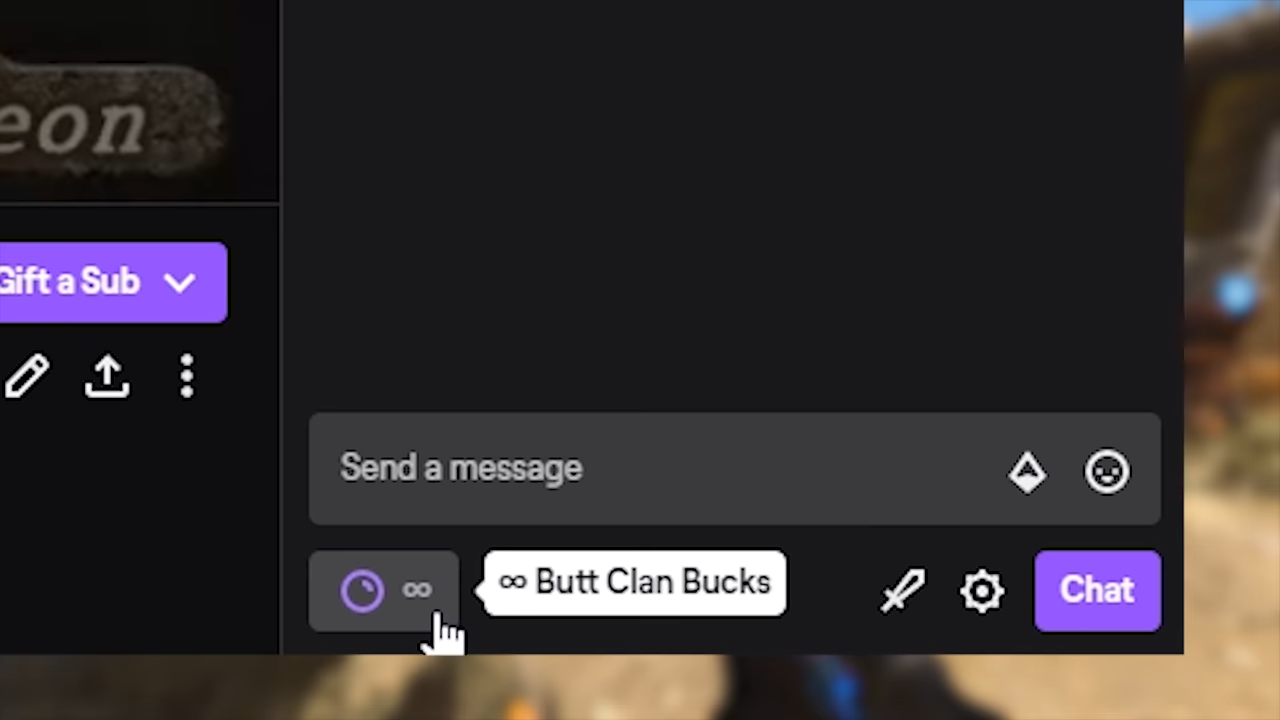 eon
Gift a Sub
Send a message
∞
∞ Butt Clan Bucks
Chat